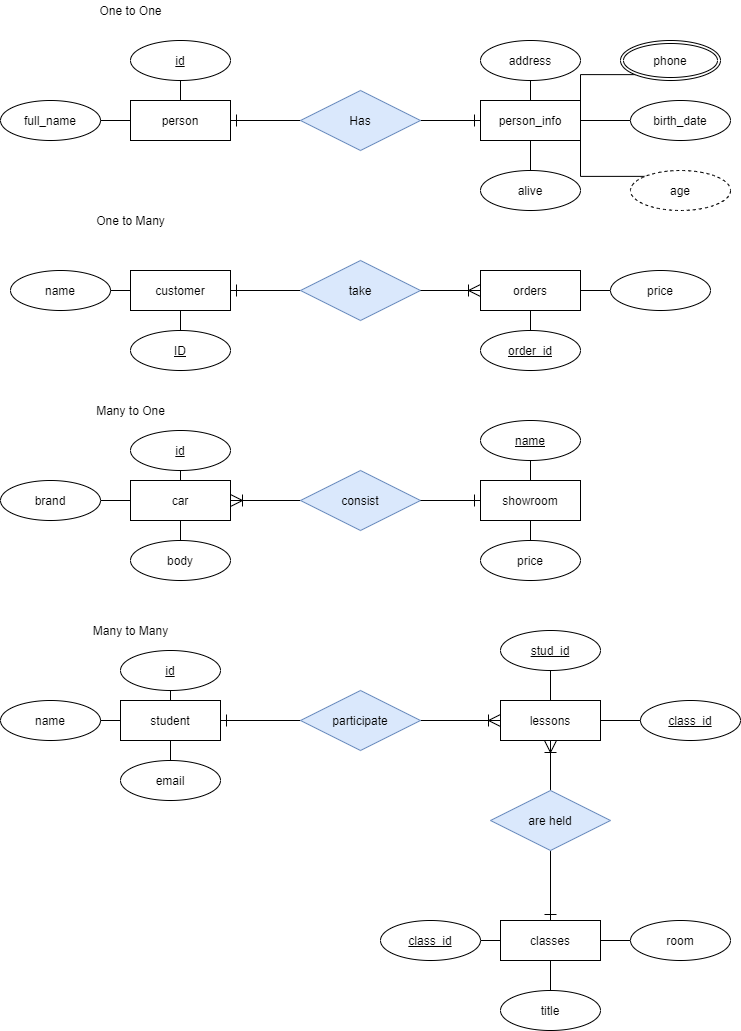 One to One
id
address
phone
full_name
person
Has
person_info
birth_date
alive
age
One to Many
name
customer
take
orders
price
ID
order_id
Many to One
id
name
brand
car
consist
showroom
body
price
Many to Many
id
stud_id
name
student
participate
lessons
class_id
email
are held
class_id
classes
room
title